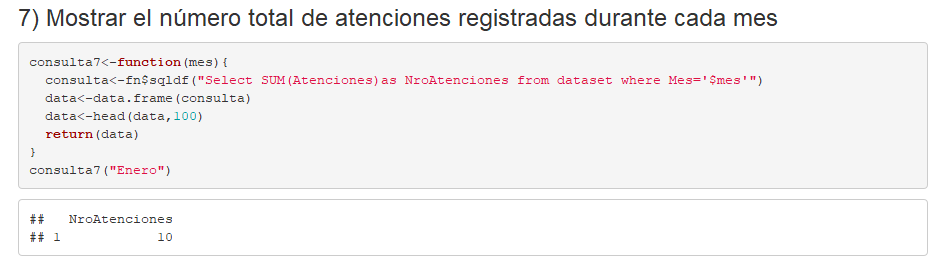 7) Mostrar el número total de atenciones registradas durante cada mes
consulta7<-function(mes){
  consulta<-fn$sqldf("Select SUM(Atenciones)as NroAtenciones from dataset where Mes='$mes'")
  data<-data.frame(consulta)
  data<-head(data,100)
  return(data)
}
consulta7("Enero")
##   NroAtenciones
## 1            10